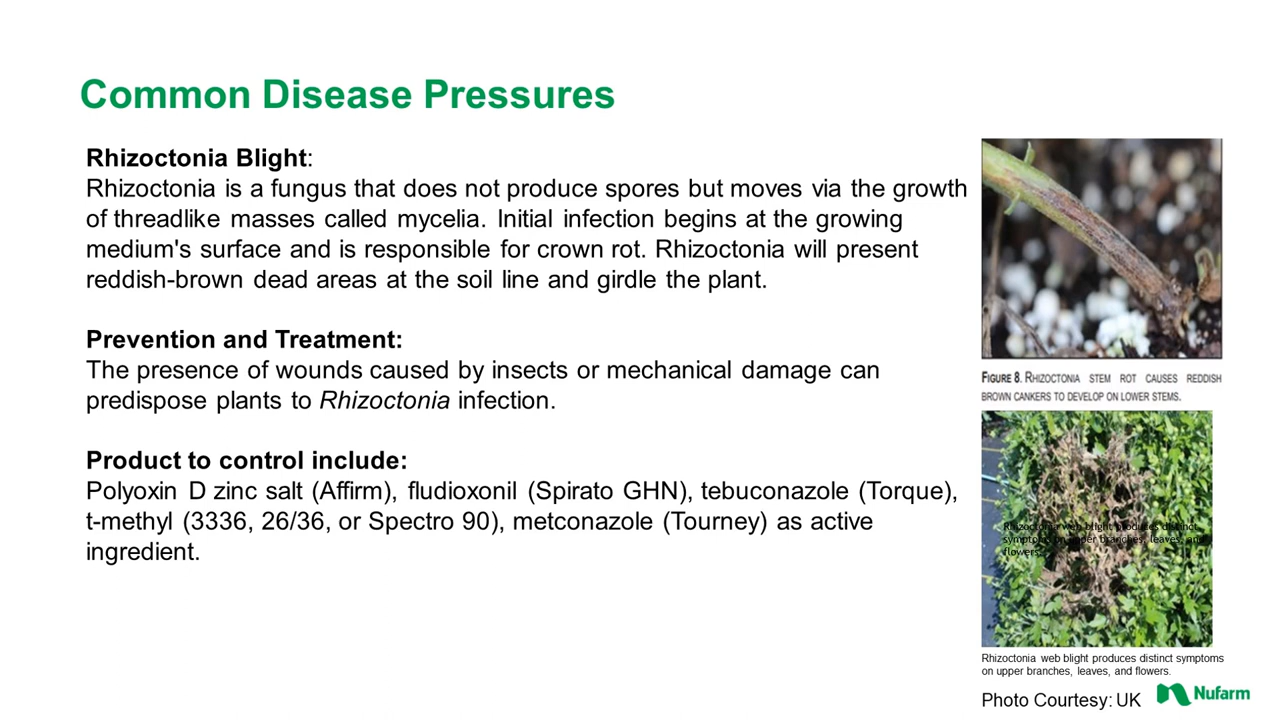 Common Disease Pressures
Rhizoctonia Blight:
Rhizoctonia is a fungus that does not produce spores but moves via the growth
of threadlike masses called mycelia. Initial infection begins at the growing
medium's surface and is responsible for crown rot. Rhizoctonia will present
reddish-brown dead areas at the soil line and girdle the plant.
Prevention and Treatment:
The presence of wounds caused by insects or mechanical damage can
predispose plants to Rhizoctonia infection.
Product to control include:
Polyoxin D zinc salt (Affirm), fludioxonil (Spirato GHN), tebuconazole (Torque),
t-methyl (3336, 26/36, or Spectro 90), metconazole (Tourney) as active
ingredient.
FIGURE 8. RHIZOCTONIA STEM ROT CAUSES REDDISH
BROWN CANKERS TO DEVELOP ON LOWER STEMS.
Rhizoctonia web blight produces distinct
symptoms on upper branches, leaves, and
flowers.
Rhizoctonia web blight produces distinct symptoms
on upper branches, leaves, and flowers.
Photo Courtesy: UK
Nufarm